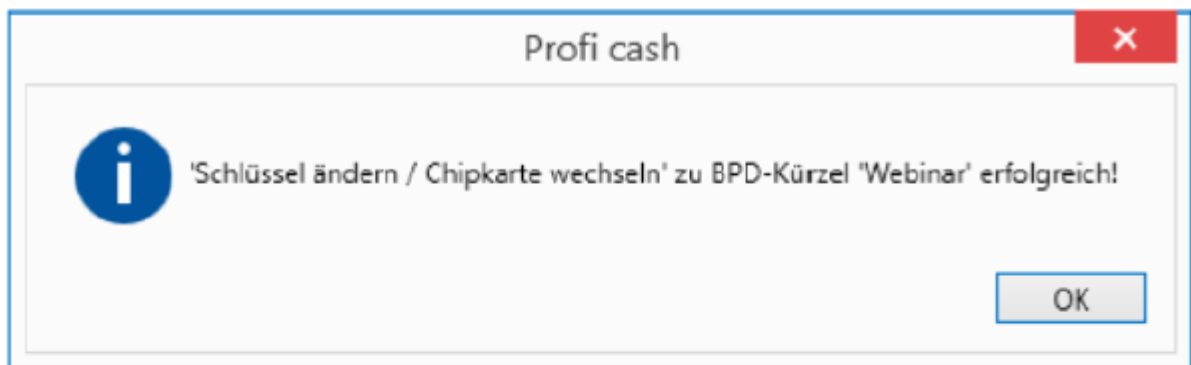 Profi cash
'Schlüssel ändern / Chipkarte wechseln' zu BPD-Kürzel 'Webinar' erfolgreich!
OK